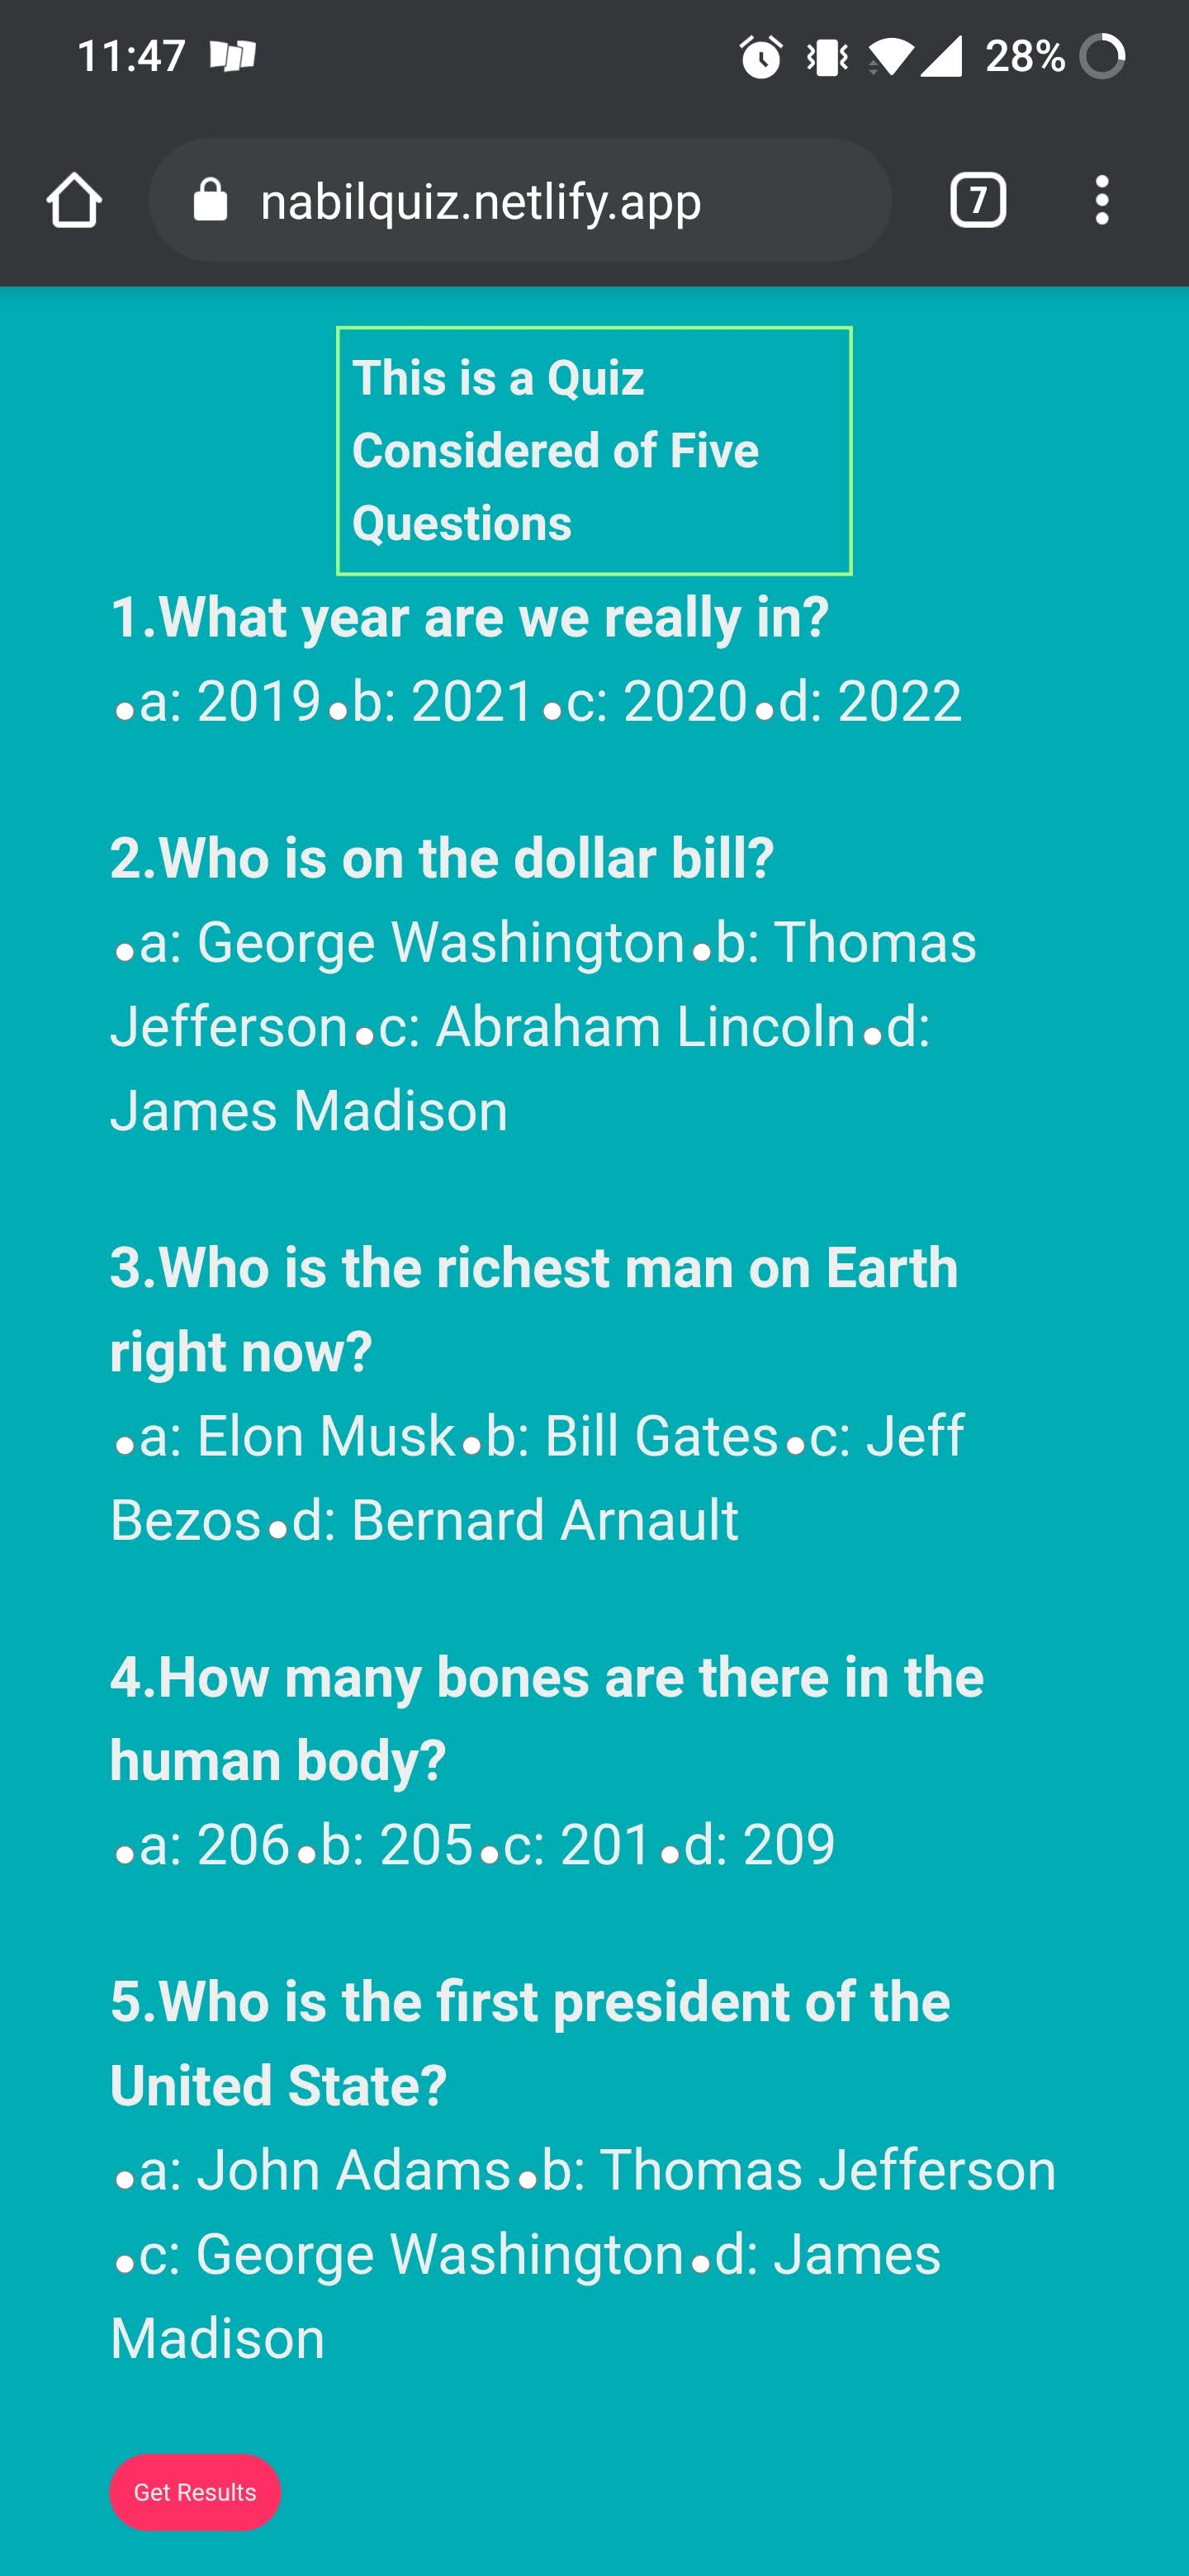 11:47
28%
nabilquiz.netlify.app
7
This is a Quiz
Considered of Five
Questions
1.What year are we really in?
a: 2019 b: 2021 c: 2020 d: 2022
2.Who is on the dollar bill?
a: George Washington b: Thomas
Jefferson c: Abraham Lincoln d:
James Madison
3.Who is the richest man on Earth
right now?
a: Elon Musk b: Bill Gates c: Jeff
Bezos d: Bernard Arnault
4.How many bones are there in the
human body?
a: 206 b: 205 c: 201 d: 209
5.Who is the first president of the
United State?
a: John Adams b: Thomas Jefferson
c: George Washington d: James
Madison
Get Results